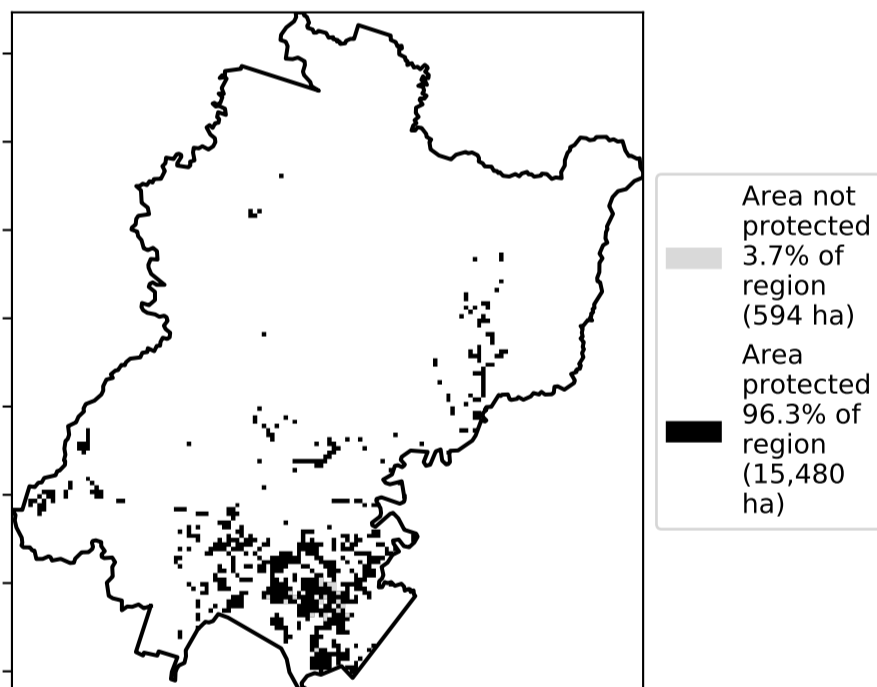 Area not
protected
3.7% of
region
(594 ha)
Area
protected
96.3% of
region
(15,480
ha)